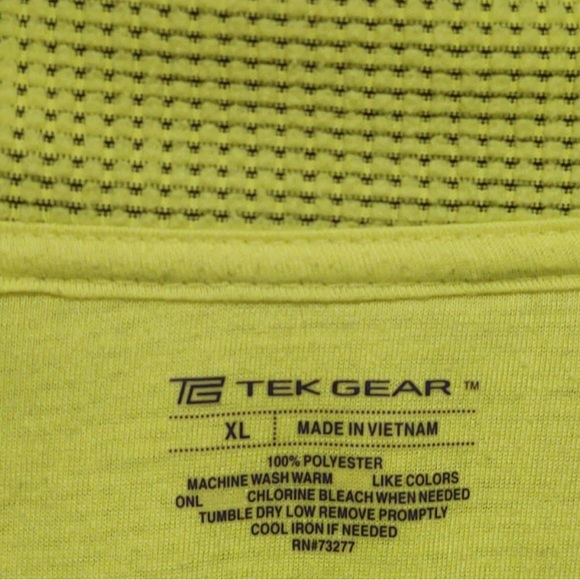 TG TEK GEAR ™
XL MADE IN VIETNAM
100% POLYESTER
MACHINE WASH WARM LIKE COLORS
ONL CHLORINE BLEACH WHEN NEEDED
TUMBLE DRY LOW REMOVE PROMPTLY
COOL IRON IF NEEDED
RN#73277